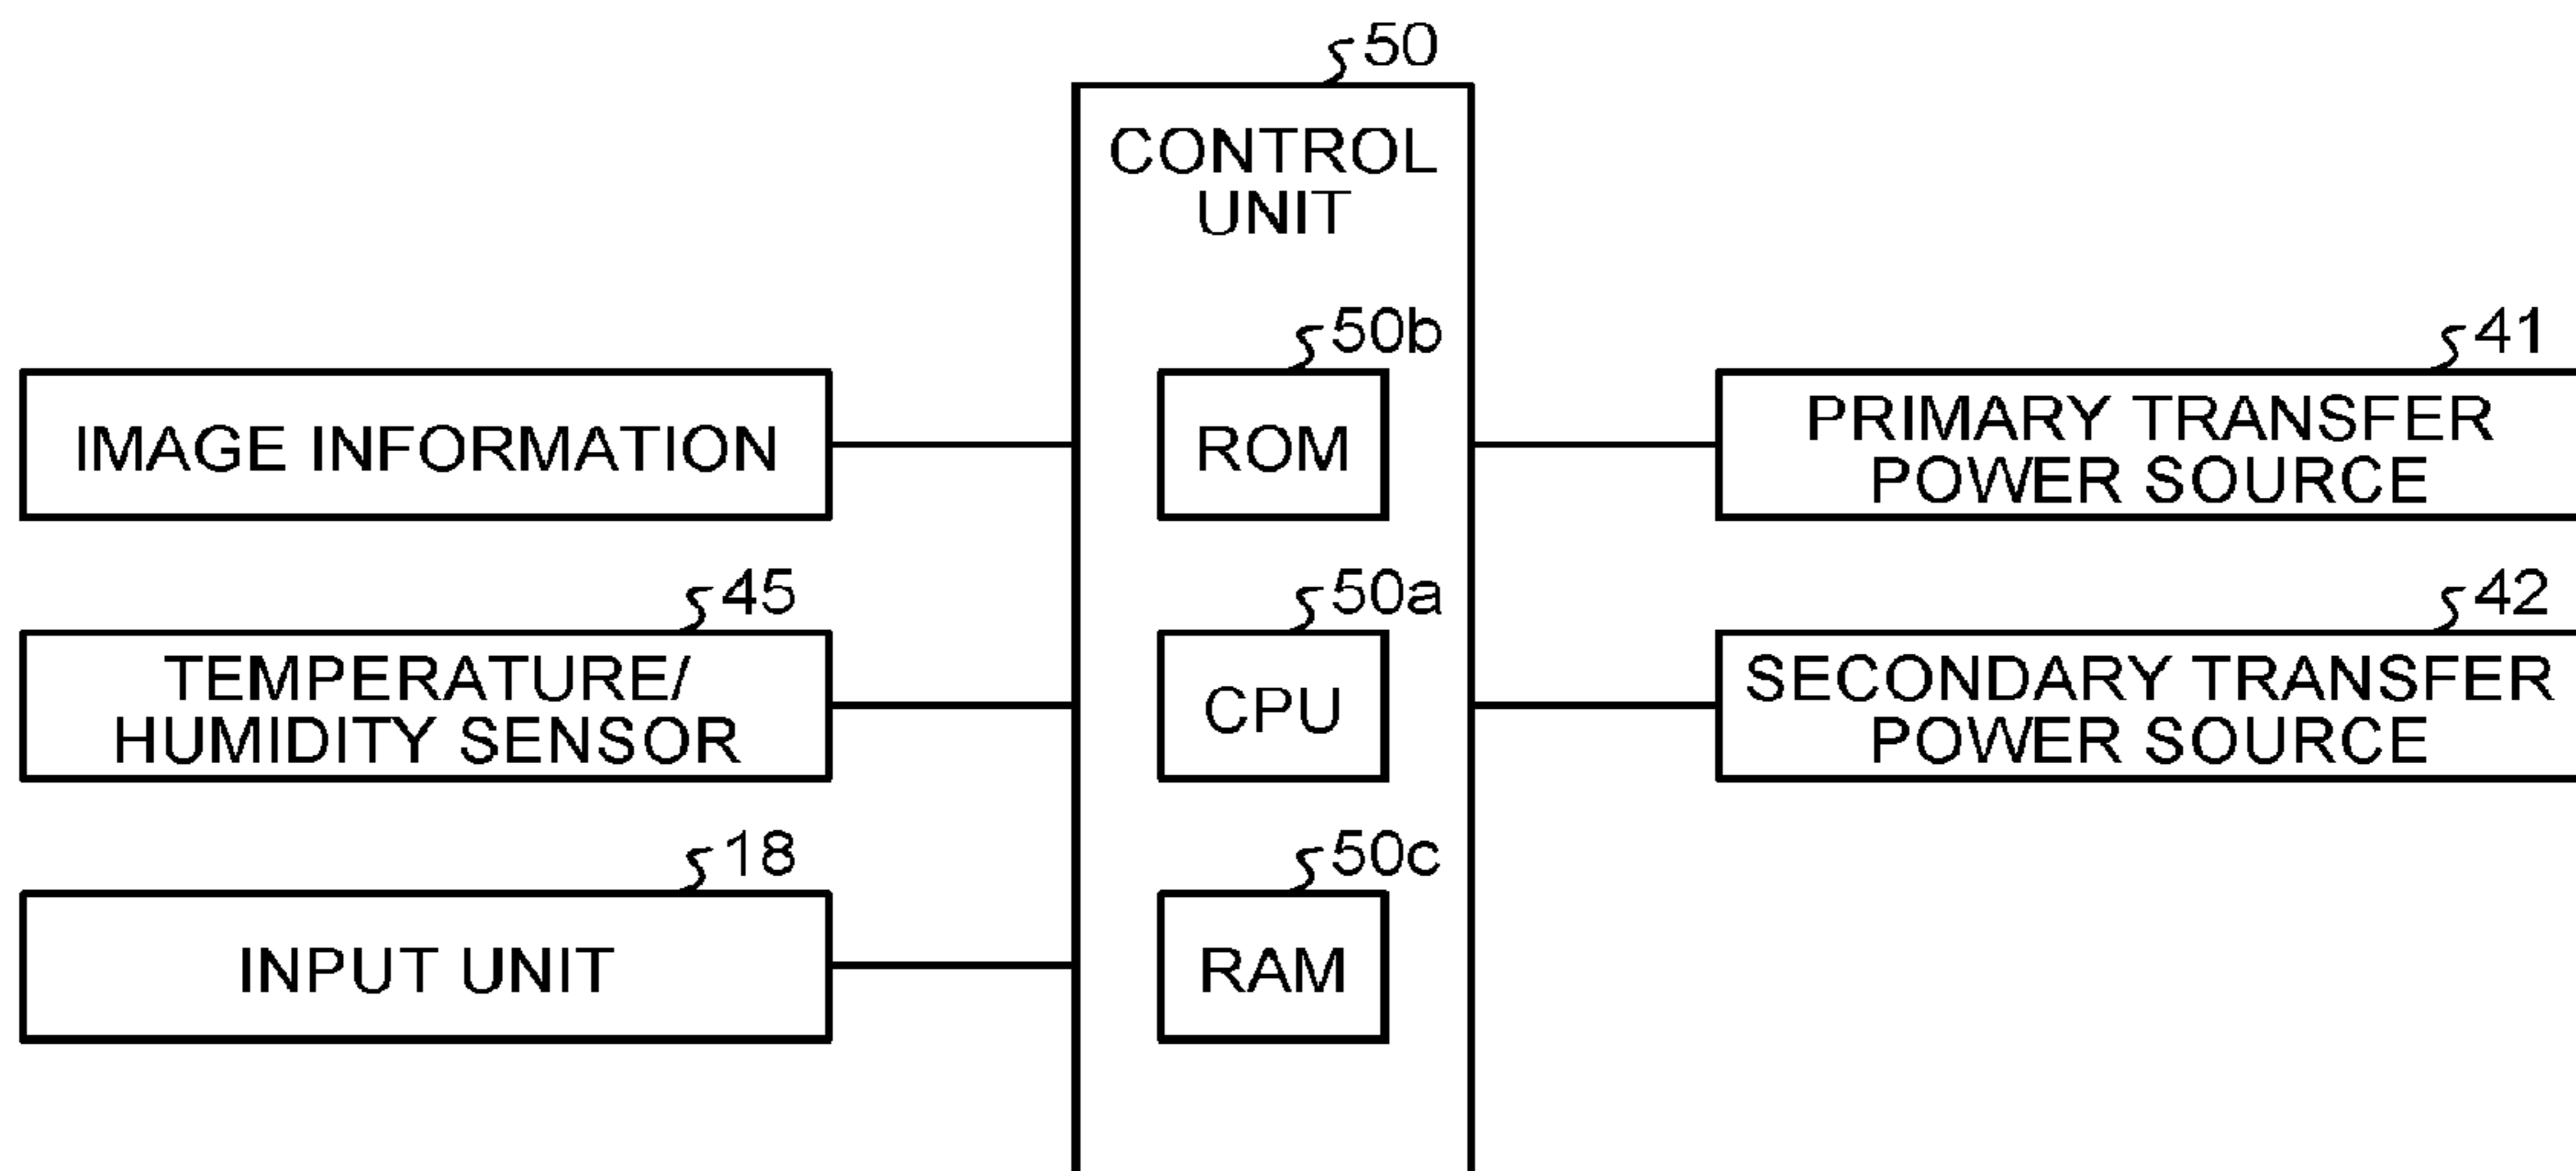 50
CONTROL
UNIT
50b
ROM
50a
CPU
50c
RAM
IMAGE INFORMATION
45
TEMPERATURE/
HUMIDITY SENSOR
18
INPUT UNIT
41
PRIMARY TRANSFER
POWER SOURCE
42
SECONDARY TRANSFER
POWER SOURCE